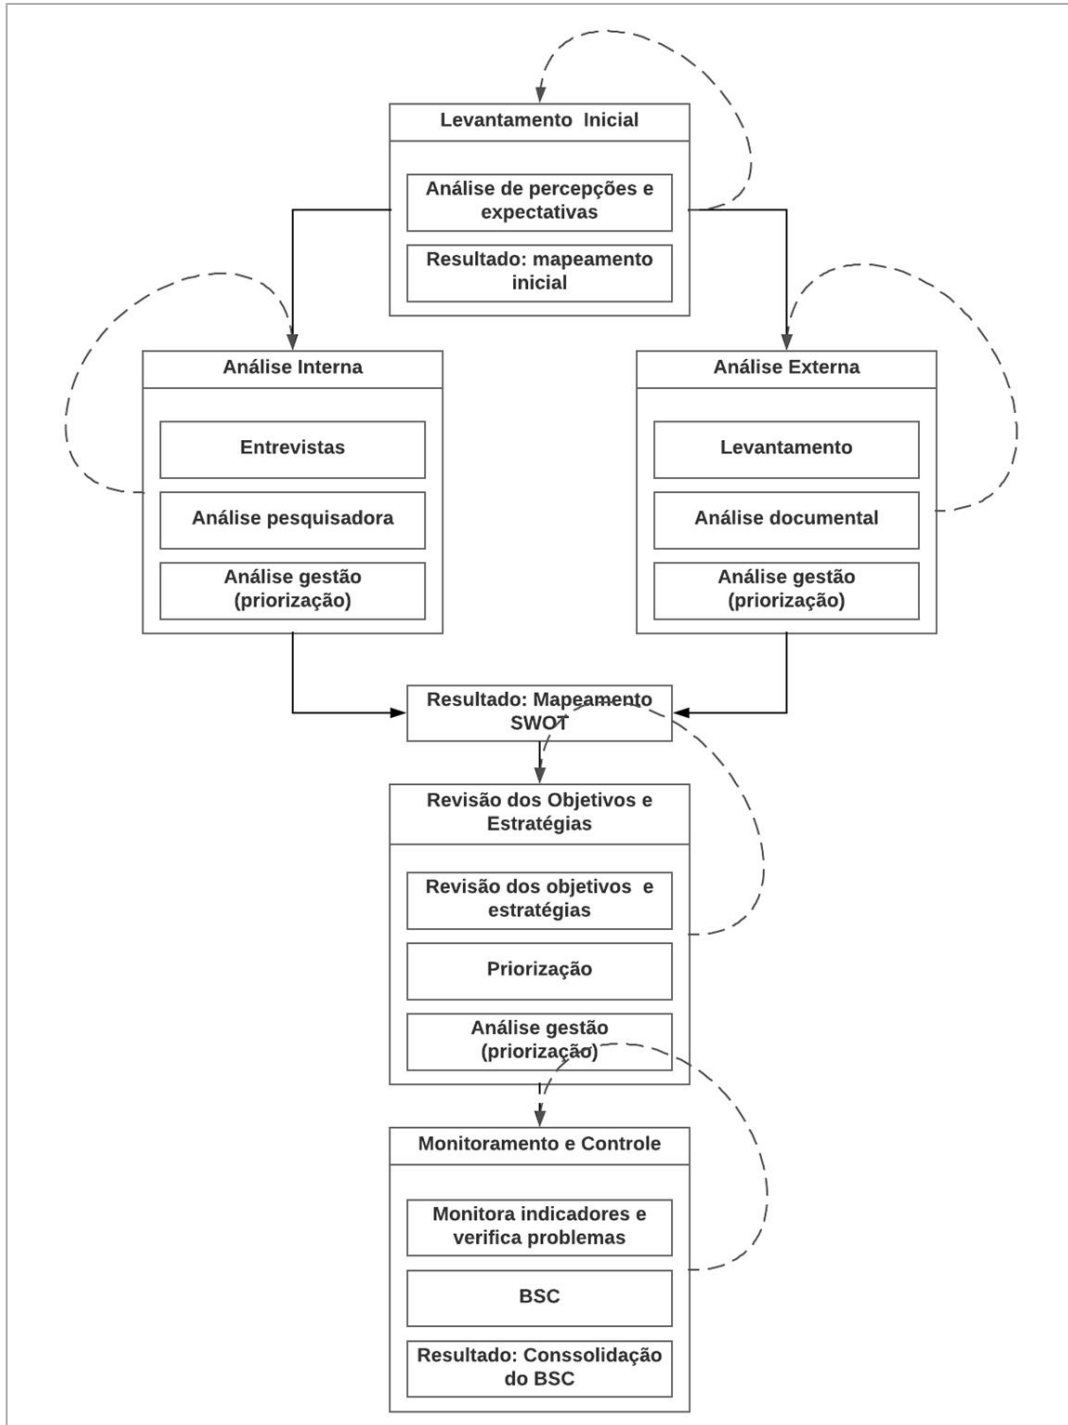 Levantamento Inicial
Análise de percepções e
expectativas
Resultado: mapeamento
inicial
Análise Interna
Entrevistas
Análise pesquisadora
Análise gestão
(priorização)
Análise Externa
Levantamento
Análise documental
Análise gestão
(priorização)
Resultado: Mapeamento
SWOT
Revisão dos Objetivos e
Estratégias
Revisão dos objetivos e
estratégias
Priorização
Análise gestão
(priorização)
Monitoramento e Controle
Monitora indicadores e
verifica problemas
BSC
Resultado: Conssolidação
do BSC